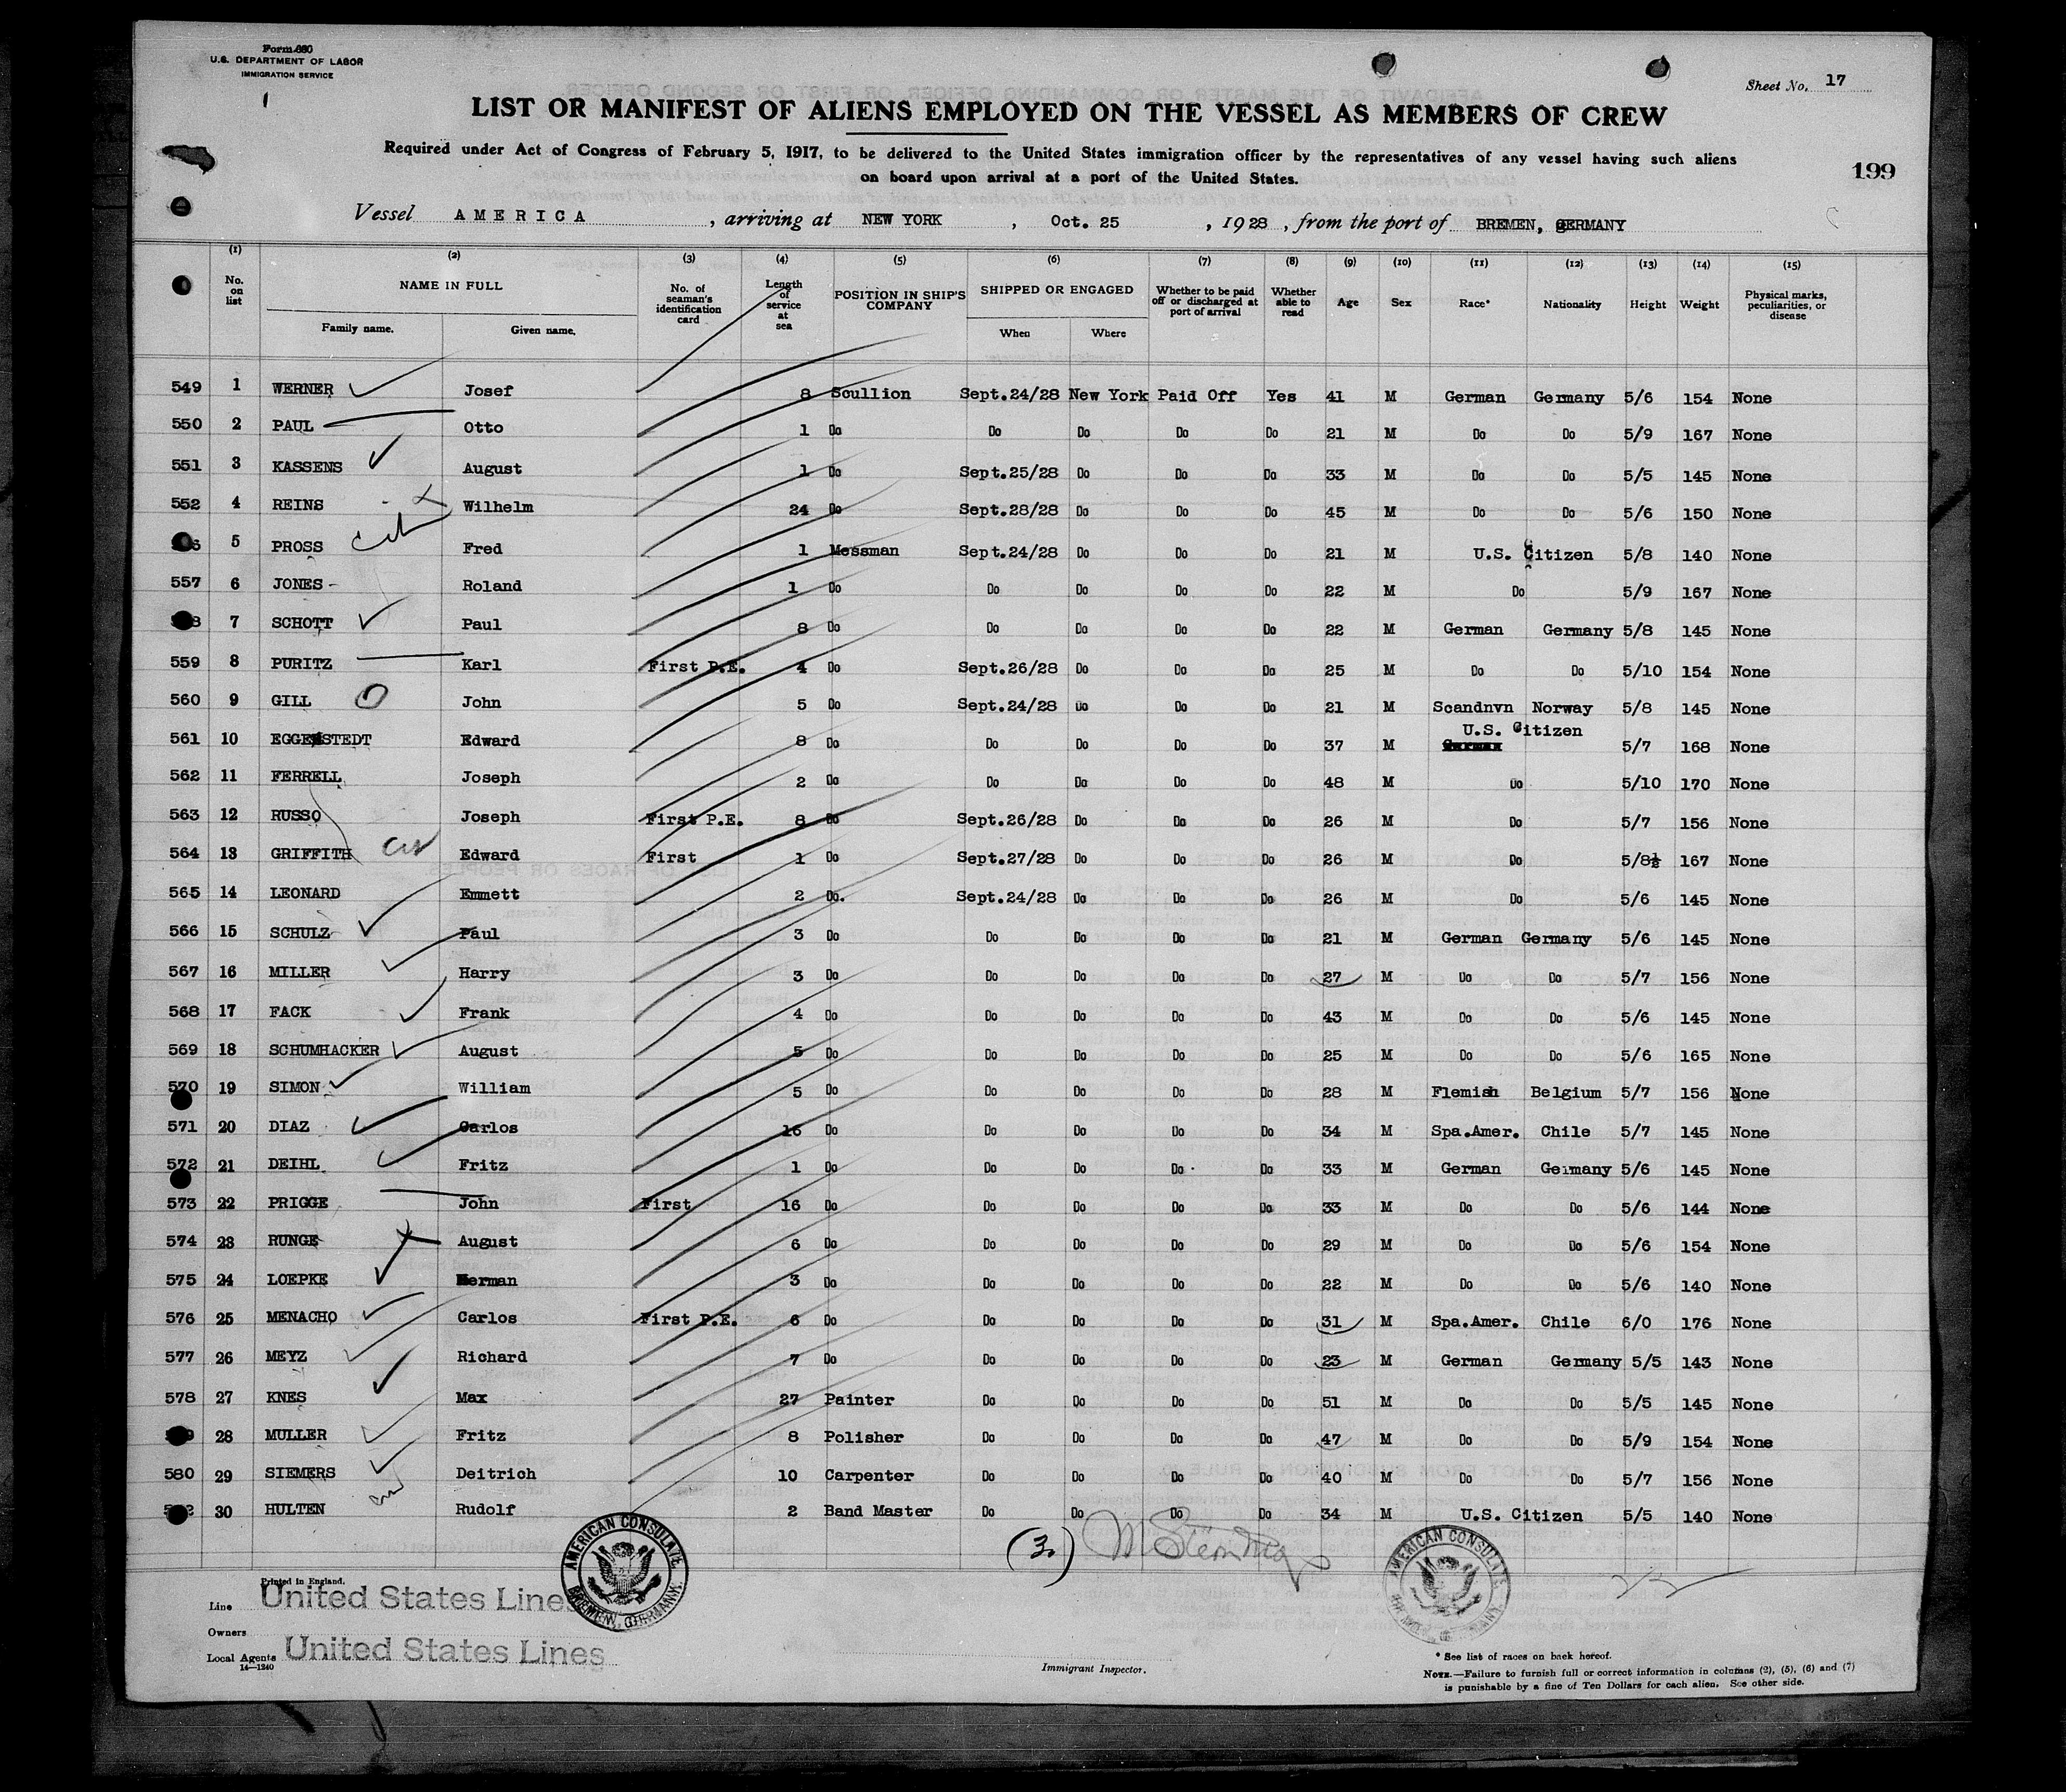 Form 680
U.S. DEPARTMENT OF LABOR
IMMIGRATION SERVICE
Sheet No. 17
LIST OR MANIFEST OF ALIENS EMPLOYED ON THE VESSEL AS MEMBERS OF CREW
Required under Act of Congress of February 5, 1917, to be delivered to the United States immigration officer by the representatives of any vessel having such aliens
on board upon arrival at a port of the United States.
199
Vessel AMERICA, arriving at NEW YORK, Oct. 25, 1928, from the port of BREMEN, GERMANY
(1) (2) (3) (4) (5) (6) (7) (8) (9) (10) (11) (12) (13) (14) (15)
No. on list NAME IN FULL Family name. Given name. No. of seaman's identification card Length of service at sea POSITION IN SHIP'S COMPANY SHIPPED OR ENGAGED When Where Whether to be paid off or discharged at port of arrival Whether able to read Age Sex Race* Nationality Height Weight Physical marks, peculiarities, or disease
549 1 WERNER Josef 8 Scullion Sept.24/28 New York Paid Off Yes 41 M German Germany 5/6 154 None
550 2 PAUL Otto 1 Do Do Do Do Do 21 M Do Do 5/9 167 None
551 3 KASSENS August 1 Do Sept.25/28 Do Do Do 33 M Do Do 5/5 145 None
552 4 REINS Wilhelm 24 Do Sept.28/28 Do Do Do 45 M Do Do 5/6 150 None
5 PROSS Fred 1 Messman Sept.24/28 Do Do Do 21 M U.S. Citizen 5/8 140 None
557 6 JONES Roland 1 Do Do Do Do Do 22 M Do 5/9 167 None
7 SCHOTT Paul 8 Do Do Do Do Do 22 M German Germany 5/8 145 None
559 8 PURITZ Karl First P.E. 4 Do Sept.26/28 Do Do Do 25 M Do Do 5/10 154 None
560 9 GILL John 5 Do Sept.24/28 Do Do Do 21 M Scandnvn Norway 5/8 145 None
561 10 EGGENSTEDT Edward 8 Do Do Do Do Do 37 M German U.S. Citizen 5/7 168 None
562 11 FERRELL Joseph 2 Do Do Do Do Do 48 M Do 5/10 170 None
563 12 RUSSO Joseph First P.E. 8 Do Sept.26/28 Do Do Do 26 M Do 5/7 156 None
564 13 GRIFFITH Edward First 1 Do Sept.27/28 Do Do Do 26 M Do 5/8½ 167 None
565 14 LEONARD Emmett 2 Do. Sept.24/28 Do Do Do 26 M Do 5/6 145 None
566 15 SCHULZ Paul 3 Do Do Do Do Do 21 M German Germany 5/6 145 None
567 16 MILLER Harry 3 Do Do Do Do Do 27 M Do Do 5/7 156 None
568 17 FACK Frank 4 Do Do Do Do Do 43 M Do Do 5/6 145 None
569 18 SCHUMHACKER August 5 Do Do Do Do Do 25 M Do Do 5/6 165 None
570 19 SIMON William 5 Do Do Do Do Do 28 M Flemish Belgium 5/7 156 None
571 20 DIAZ Carlos 16 Do Do Do Do Do 34 M Spa.Amer. Chile 5/7 145 None
572 21 DEIHL Fritz 1 Do Do Do Do Do 33 M German Germany 5/6 145 None
573 22 PRIGGE John First 16 Do Do Do Do Do 33 M Do Do 5/6 144 None
574 23 RUNGE August 6 Do Do Do Do Do 29 M Do Do 5/6 154 None
575 24 LOEPKE Herman 3 Do Do Do Do Do 22 M Do Do 5/6 140 None
576 25 MENACHO Carlos First P.E. 6 Do Do Do Do Do 31 M Spa.Amer. Chile 6/0 176 None
577 26 MEYZ Richard 7 Do Do Do Do Do 23 M German Germany 5/5 143 None
578 27 KNES Max 27 Painter Do Do Do Do 51 M Do Do 5/5 145 None
28 MULLER Fritz 8 Polisher Do Do Do Do 47 M Do Do 5/9 154 None
580 29 SIEMERS Deitrich 10 Carpenter Do Do Do Do 40 M Do Do 5/7 156 None
30 HULTEN Rudolf 2 Band Master Do Do Do Do 34 M U.S. Citizen 5/5 140 None
AMERICAN CONSULATE BREMEN, GERMANY.
AMERICAN CONSULATE BREMEN, GERMANY.
Printed in England.
Line United States Lines
Owners
Local Agents United States Lines
14—1240
Immigrant Inspector.
* See list of races on back hereof.
NOTE.—Failure to furnish full or correct information in columns (2), (5), (6) and (7)
is punishable by a fine of Ten Dollars for each alien. See other side.